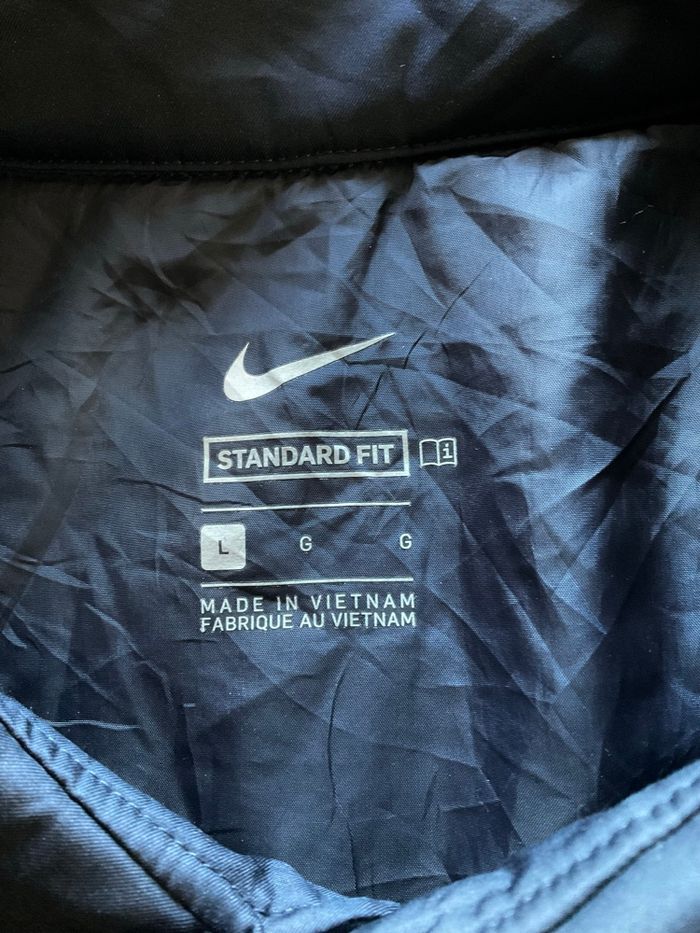 STANDARD FIT
L G G
MADE IN VIETNAM
FABRIQUE AU VIETNAM